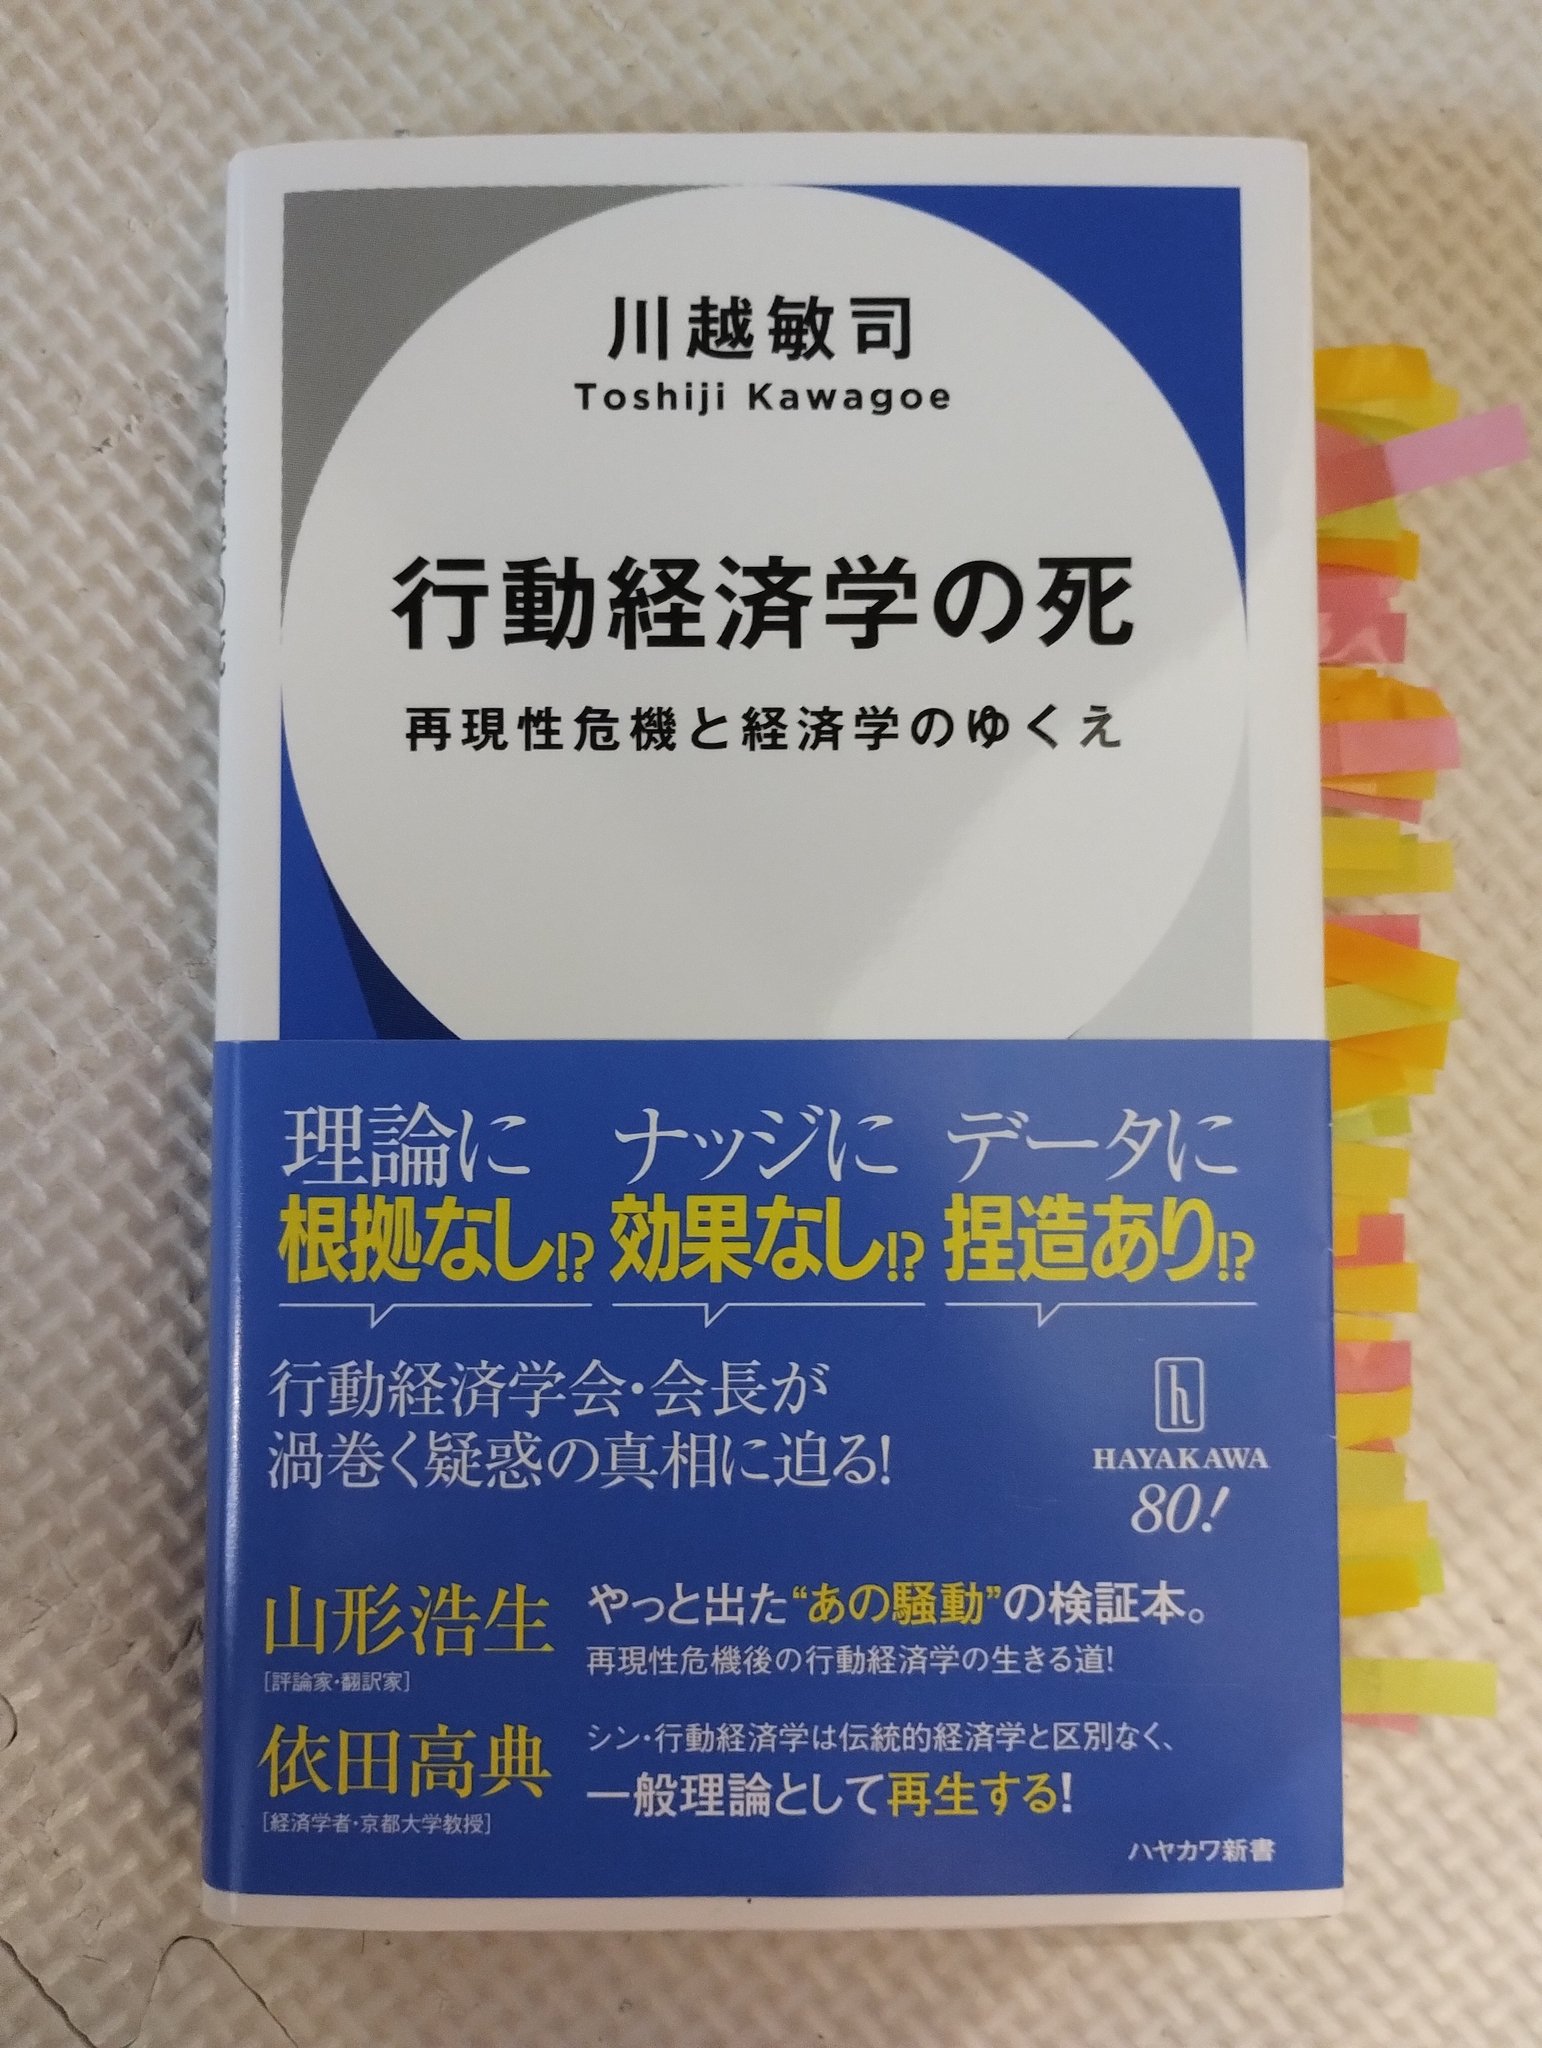 川越敏司
Toshiji Kawagoe
行動経済学の死
再現性危機と経済学のゆくえ
理論に
根拠なし!?
ナッジに
効果なし!?
データに
捏造あり!?
行動経済学会・会長が
渦巻く疑惑の真相に迫る!
h
HAYAKAWA
80!
山形浩生
[評論家・翻訳家]
やっと出た“あの騒動”の検証本。
再現性危機後の行動経済学の生きる道!
依田高典
[経済学者・京都大学教授]
シン・行動経済学は伝統的経済学と区別なく、
一般理論として再生する!
ハヤカワ新書